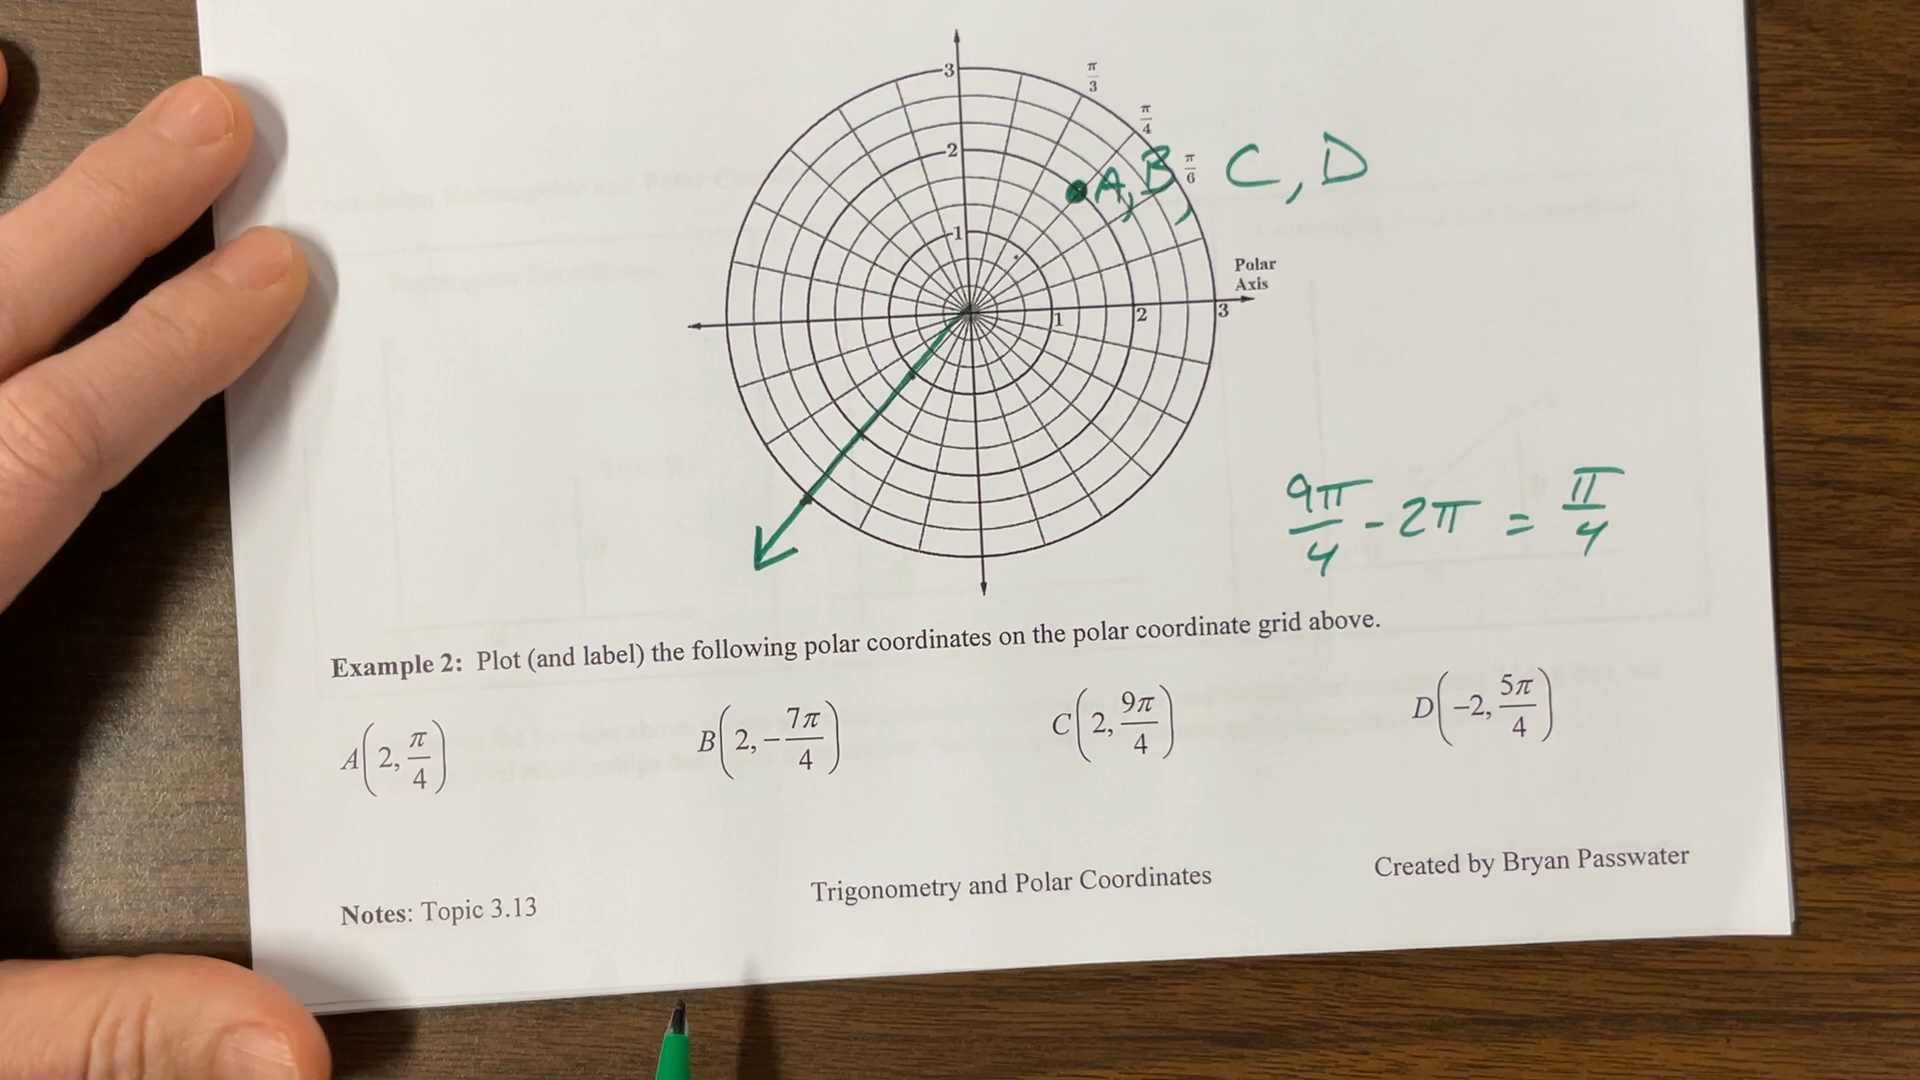 3
π/3
π/4
2
A, B, C, D
π/6
1
Polar
Axis
1 2 3
9π/4 - 2π = π/4
Example 2: Plot (and label) the following polar coordinates on the polar coordinate grid above.
A(2, π/4) B(2, -7π/4) C(2, 9π/4) D(-2, 5π/4)
Notes: Topic 3.13 Trigonometry and Polar Coordinates Created by Bryan Passwater